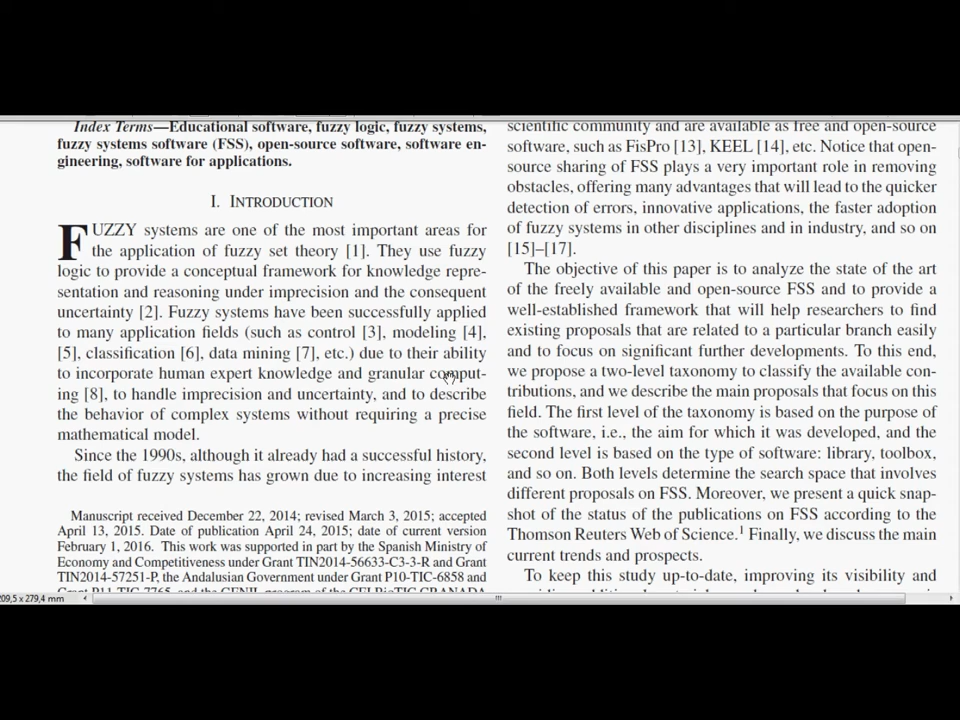 Index Terms—Educational software, fuzzy logic, fuzzy systems,
fuzzy systems software (FSS), open-source software, software en-
gineering, software for applications.
I. INTRODUCTION
FUZZY systems are one of the most important areas for
the application of fuzzy set theory [1]. They use fuzzy
logic to provide a conceptual framework for knowledge repre-
sentation and reasoning under imprecision and the consequent
uncertainty [2]. Fuzzy systems have been successfully applied
to many application fields (such as control [3], modeling [4],
[5], classification [6], data mining [7], etc.) due to their ability
to incorporate human expert knowledge and granular comput-
ing [8], to handle imprecision and uncertainty, and to describe
the behavior of complex systems without requiring a precise
mathematical model.
Since the 1990s, although it already had a successful history,
the field of fuzzy systems has grown due to increasing interest
Manuscript received December 22, 2014; revised March 3, 2015; accepted
April 13, 2015. Date of publication April 24, 2015; date of current version
February 1, 2016. This work was supported in part by the Spanish Ministry of
Economy and Competitiveness under Grant TIN2014-56633-C3-3-R and Grant
TIN2014-57251-P, the Andalusian Government under Grant P10-TIC-6858 and
Grant P11-TIC-7765, and the GENIL program of the CEI BioTIC GRANADA
scientific community and are available as free and open-source
software, such as FisPro [13], KEEL [14], etc. Notice that open-
source sharing of FSS plays a very important role in removing
obstacles, offering many advantages that will lead to the quicker
detection of errors, innovative applications, the faster adoption
of fuzzy systems in other disciplines and in industry, and so on
[15]–[17].
The objective of this paper is to analyze the state of the art
of the freely available and open-source FSS and to provide a
well-established framework that will help researchers to find
existing proposals that are related to a particular branch easily
and to focus on significant further developments. To this end,
we propose a two-level taxonomy to classify the available con-
tributions, and we describe the main proposals that focus on this
field. The first level of the taxonomy is based on the purpose of
the software, i.e., the aim for which it was developed, and the
second level is based on the type of software: library, toolbox,
and so on. Both levels determine the search space that involves
different proposals on FSS. Moreover, we present a quick snap-
shot of the status of the publications on FSS according to the
Thomson Reuters Web of Science.1 Finally, we discuss the main
current trends and prospects.
To keep this study up-to-date, improving its visibility and
209,5 x 279,4 mm